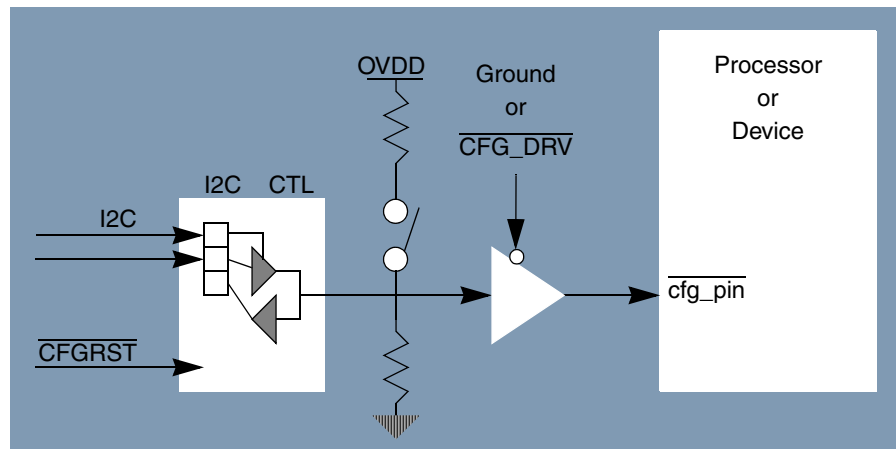 OVDD
Ground
or
CFG_DRV
Processor
or
Device
I2C CTL
I2C
cfg_pin
CFGRST